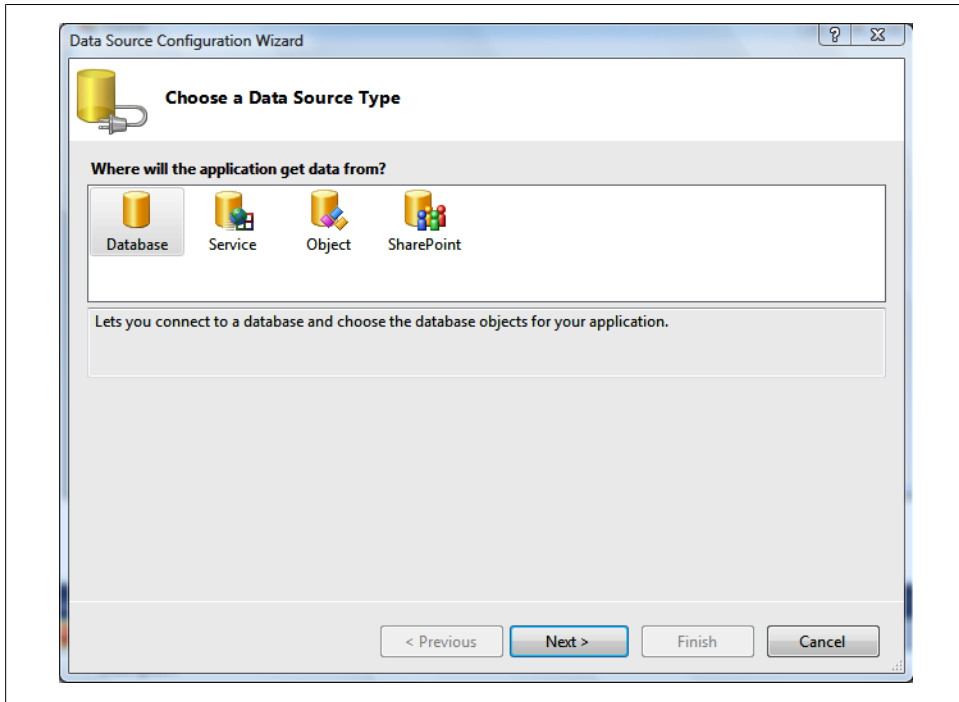 Data Source Configuration Wizard
?
Choose a Data Source Type
Where will the application get data from?
Database Service Object SharePoint
Lets you connect to a database and choose the database objects for your application.
< Previous Next > Finish Cancel